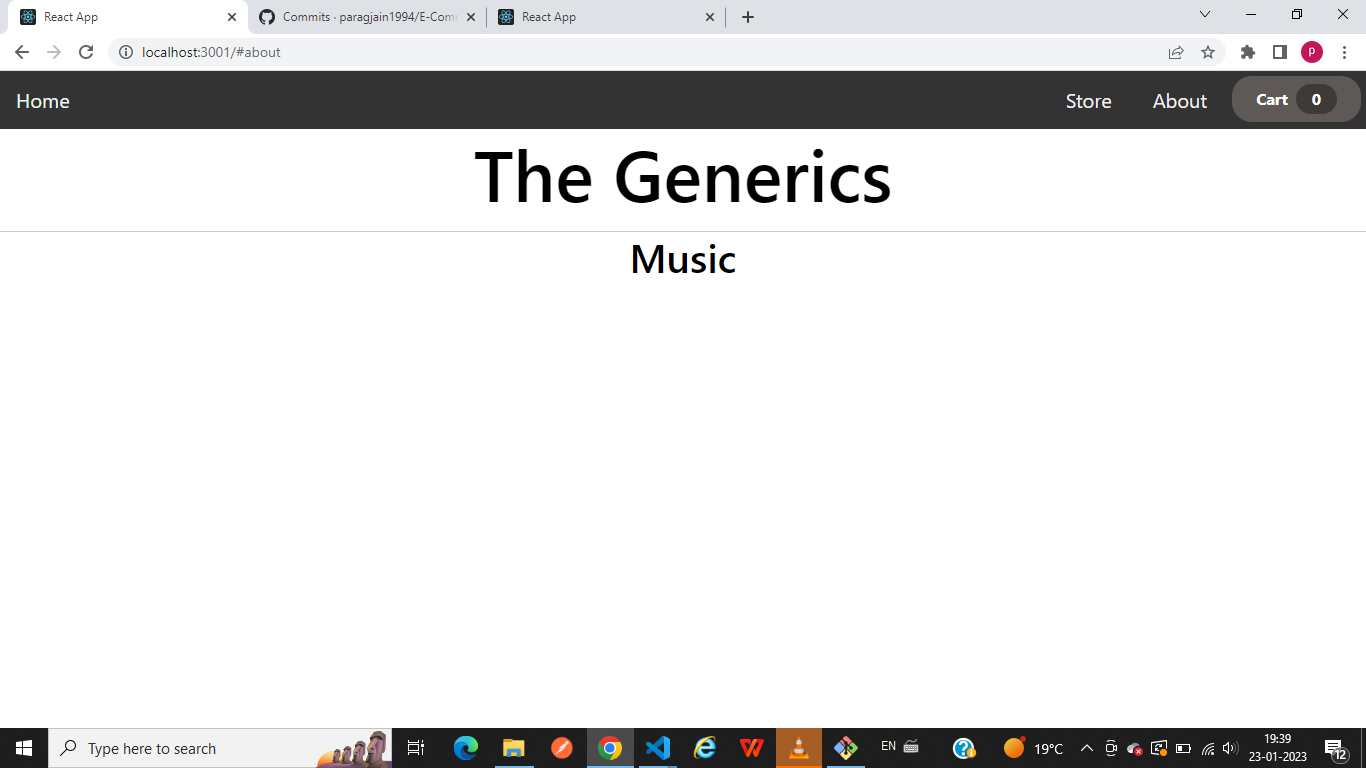 React App
Commits · paragjain1994/E-Com
React App
localhost:3001/#about
P
Home
Store
About
Cart 0
The Generics
Music
Type here to search
EN
19°C
19:39
23-01-2023
12